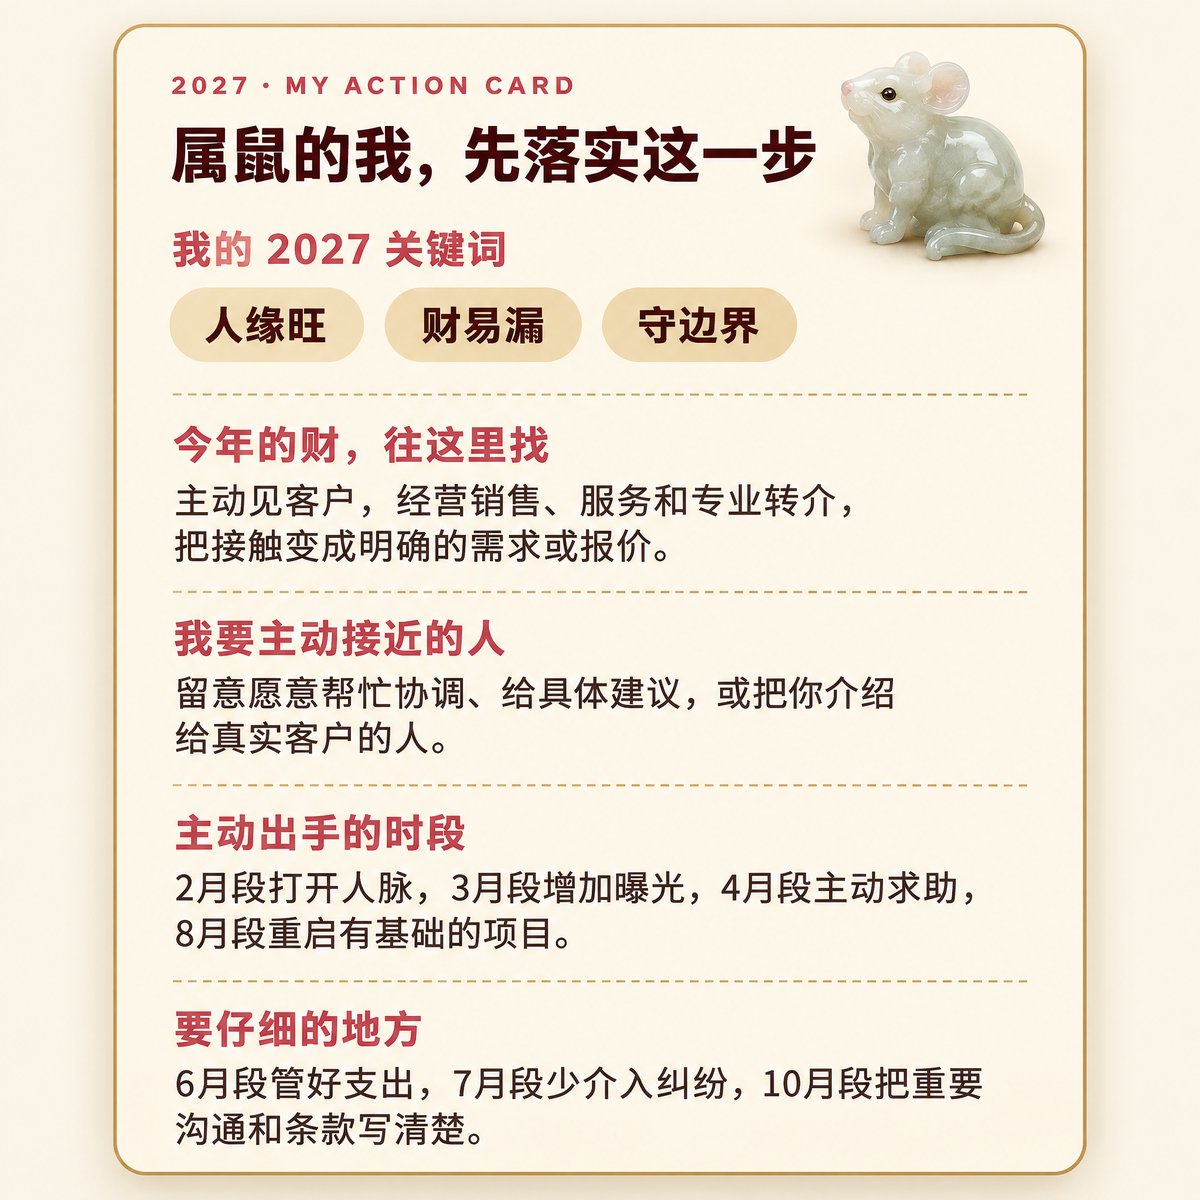 2027 · MY ACTION CARD
属鼠的我，先落实这一步
我的 2027 关键词
人缘旺
财易漏
守边界
今年的财，往这里找
主动见客户，经营销售、服务和专业转介，
把接触变成明确的需求或报价。
我要主动接近的人
留意愿意帮忙协调、给具体建议，或把你介绍
给真实客户的人。
主动出手的时段
2月段打开人脉，3月段增加曝光，4月段主动求助，
8月段重启有基础的项目。
要仔细的地方
6月段管好支出，7月段少介入纠纷，10月段把重要
沟通和条款写清楚。